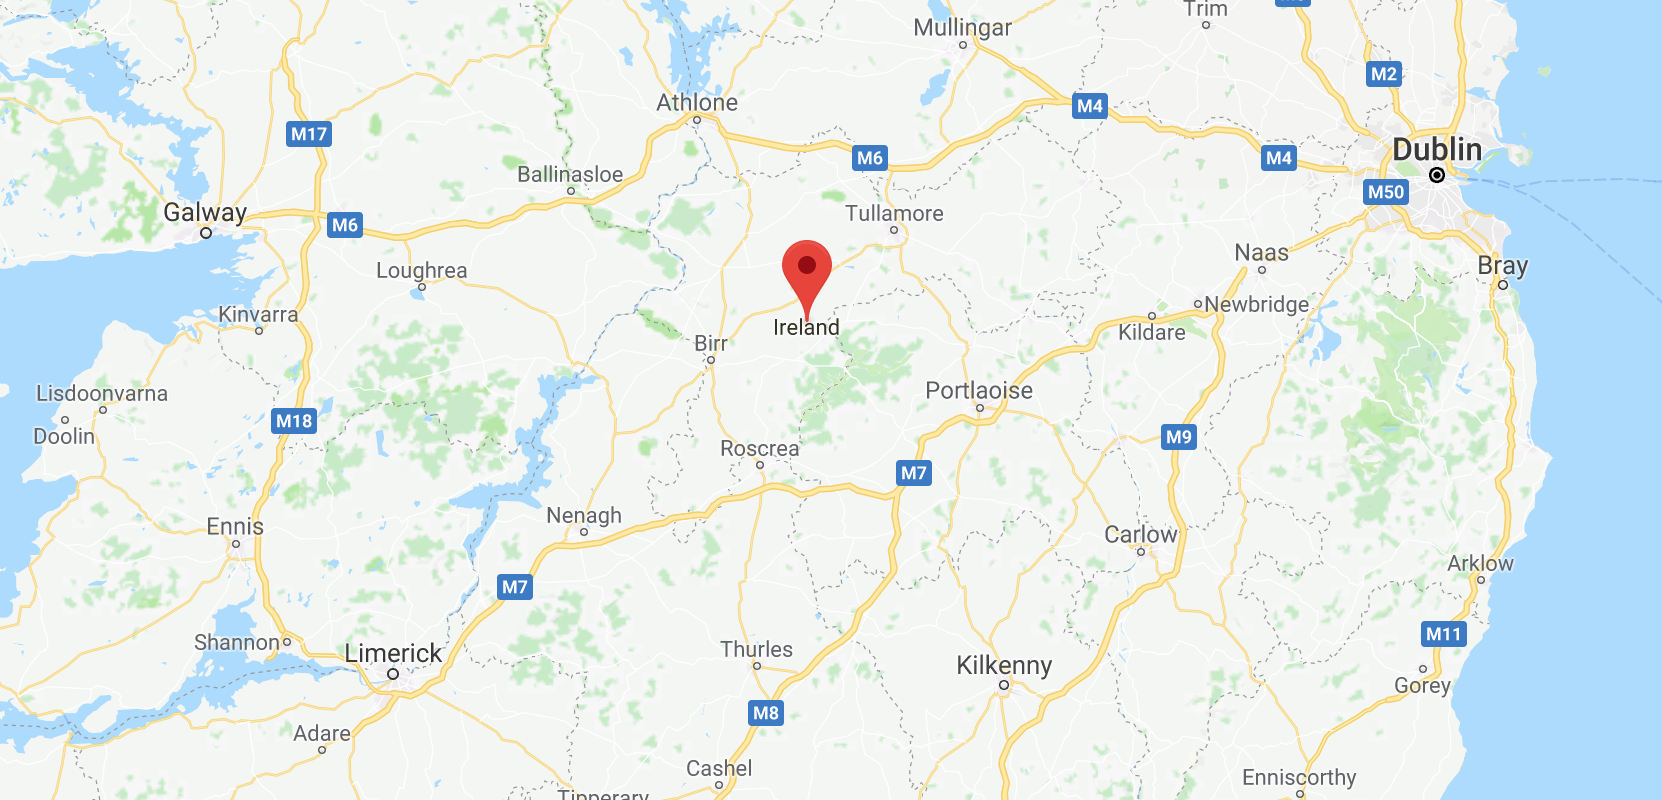 Trim
Mullingar
M2
Athlone
M4
M17
Dublin
M6
M4
Ballinasloe
M50
Galway
Tullamore
M6
Naas
Loughrea
Bray
Kinvarra
Newbridge
Ireland
Kildare
Birr
Lisdoonvarna
Portlaoise
M18
Doolin
M9
Roscrea
M7
Nenagh
Ennis
Carlow
Arklow
M7
Shannon
M11
Limerick
Thurles
Kilkenny
Gorey
M8
Adare
Cashel
Enniscorthy
Tipperary